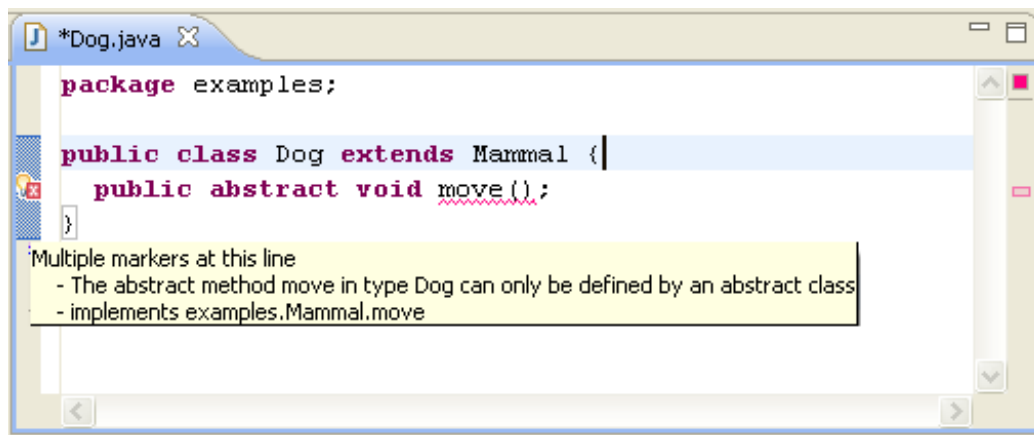 *Dog.java
package examples;
public class Dog extends Mammal {
public abstract void move();
}
Multiple markers at this line
- The abstract method move in type Dog can only be defined by an abstract class
- implements examples.Mammal.move